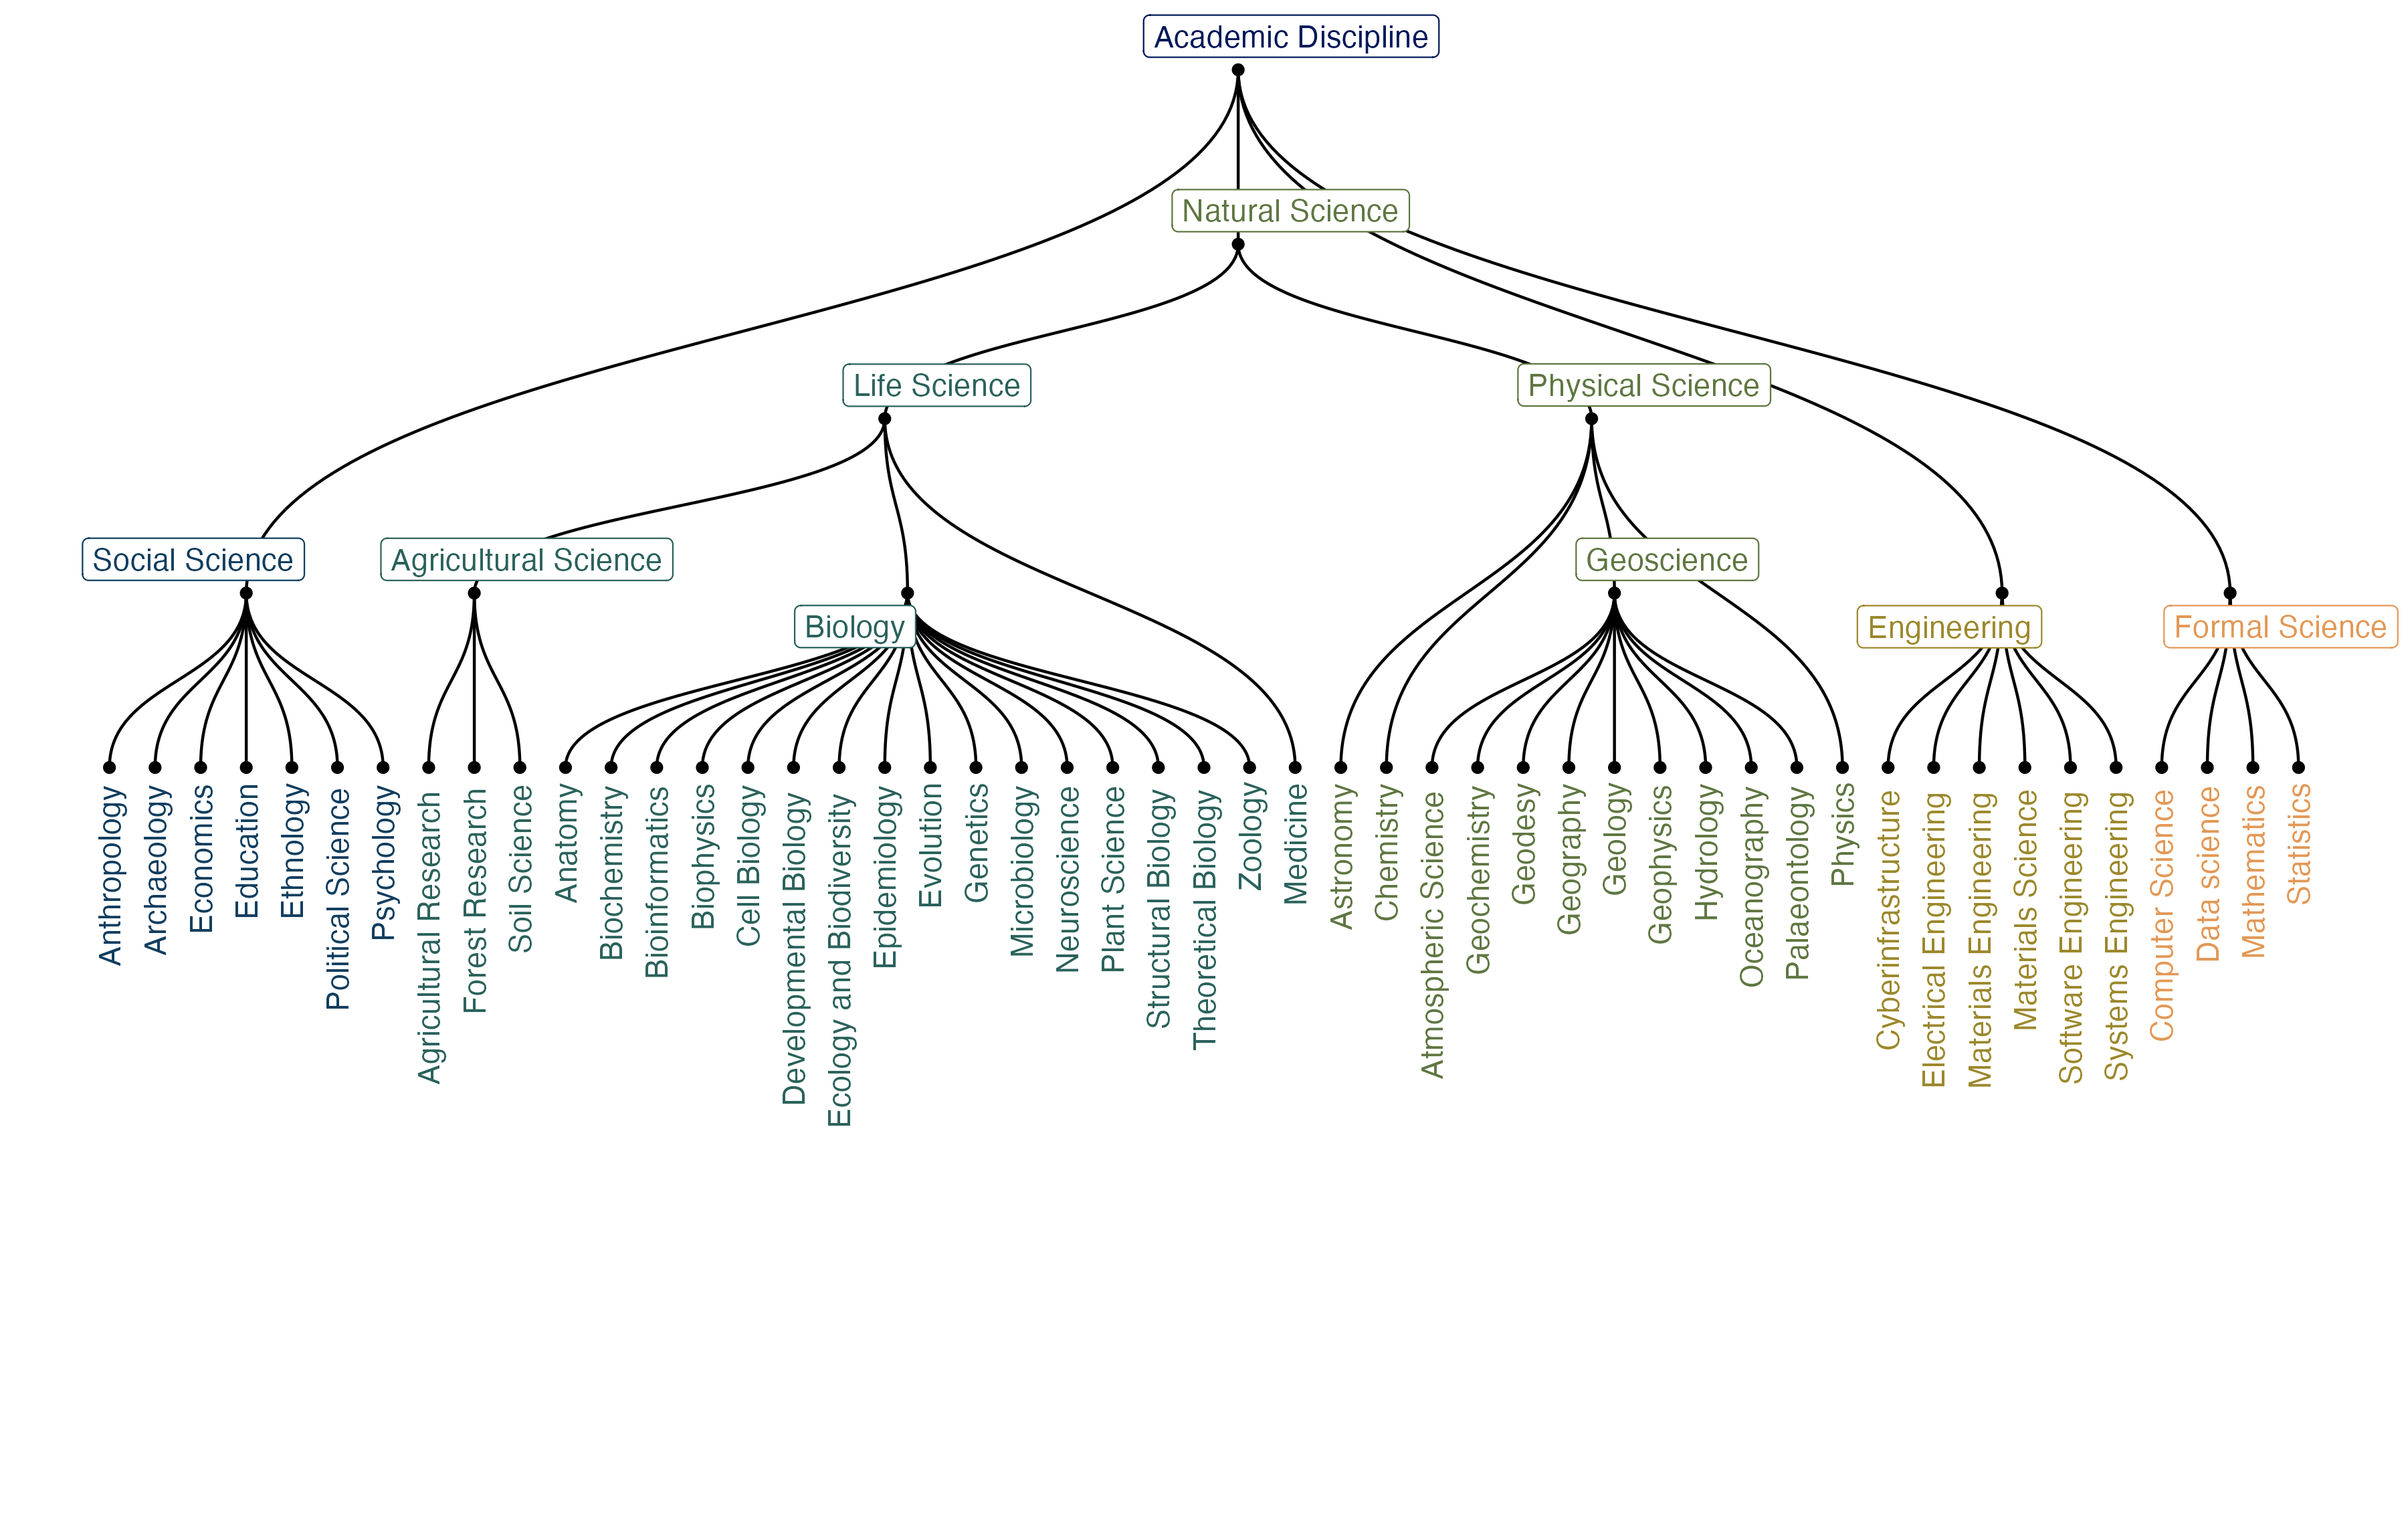 Academic Discipline
Natural Science
Life Science
Physical Science
Social Science
Agricultural Science
Geoscience
Biology
Engineering
Formal Science
Anthropology
Archaeology
Economics
Education
Ethnology
Political Science
Psychology
Agricultural Research
Forest Research
Soil Science
Anatomy
Biochemistry
Bioinformatics
Biophysics
Cell Biology
Developmental Biology
Ecology and Biodiversity
Epidemiology
Evolution
Genetics
Microbiology
Neuroscience
Plant Science
Structural Biology
Theoretical Biology
Zoology
Medicine
Astronomy
Chemistry
Atmospheric Science
Geochemistry
Geodesy
Geography
Geology
Geophysics
Hydrology
Oceanography
Palaeontology
Physics
Cyberinfrastructure
Electrical Engineering
Materials Engineering
Materials Science
Software Engineering
Systems Engineering
Computer Science
Data science
Mathematics
Statistics